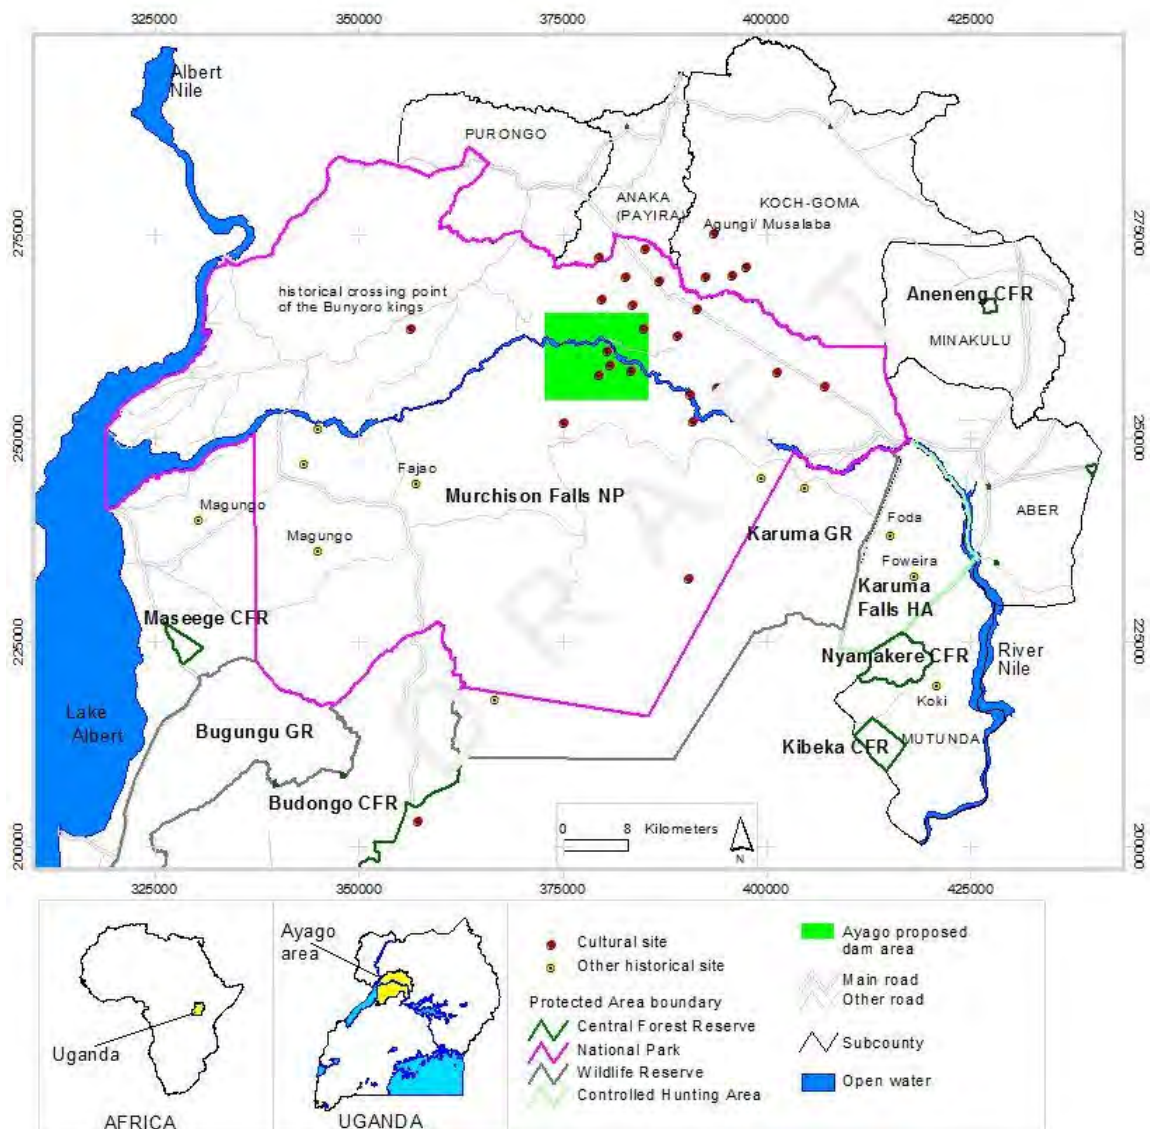 325000 350000 375000 400000 425000
Albert
Nile
PURONGO
ANAKA
(PAYIRA)
KOCH-GOMA
Agungi/ Musalaba
275000
275000
historical crossing point
of the Bunyoro kings
Aneneng CFR
MINAKULU
250000
250000
Fajao
Murchison Falls NP
Magungo
Magungo
Karuma GR
Foda
Foweira
ABER
Karuma
Falls HA
Maseege CFR
225000
225000
Nyamakere CFR
River
Nile
Koki
Lake
Albert
Bugungu GR
Kibeka CFR
MUTUNDA
Budongo CFR
0 8 Kilometers
N
200000
200000
DRAFT
325000 350000 375000 400000 425000
Uganda
AFRICA
Ayago
area
UGANDA
Cultural site
Other historical site
Protected Area boundary
Central Forest Reserve
National Park
Wildlife Reserve
Controlled Hunting Area
Ayago proposed
dam area
Main road
Other road
Subcounty
Open water